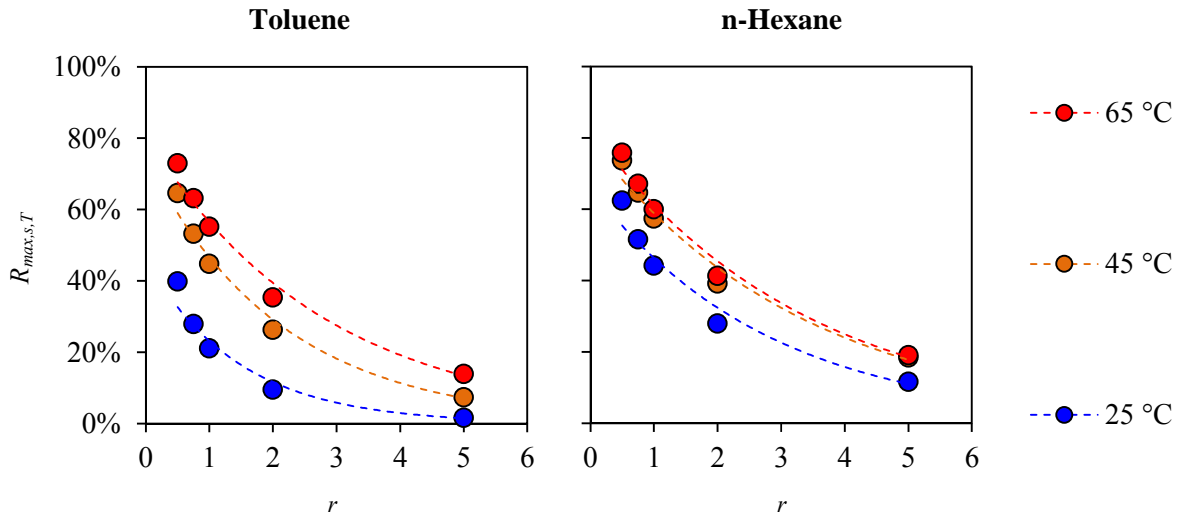 Toluene
n-Hexane
R_max,s,T
100%
80%
60%
40%
20%
0%
0 1 2 3 4 5 6
r
0 1 2 3 4 5 6
r
65 °C
45 °C
25 °C